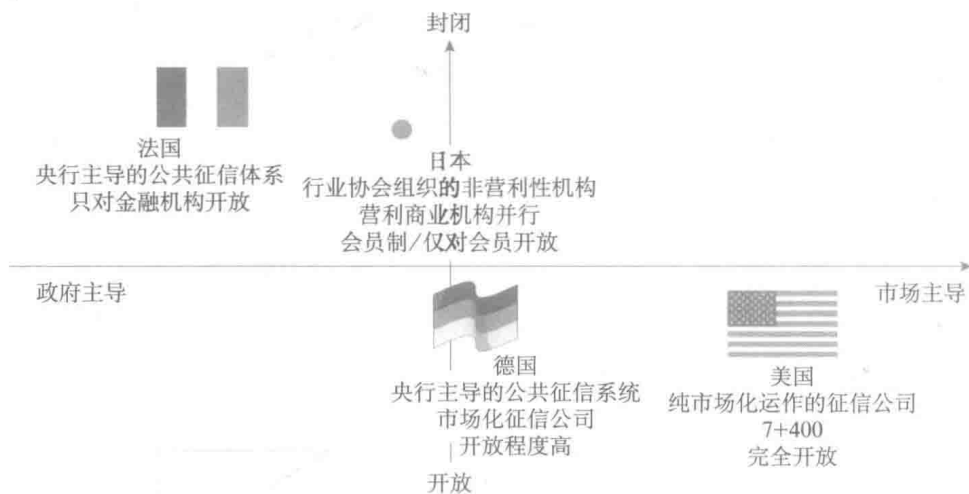 封闭
法国
央行主导的公共征信体系
只对金融机构开放
日本
行业协会组织的非营利性机构
营利商业机构并行
会员制/仅对会员开放
政府主导
市场主导
德国
央行主导的公共征信系统
市场化征信公司
开放程度高
美国
纯市场化运作的征信公司
7+400
完全开放
开放